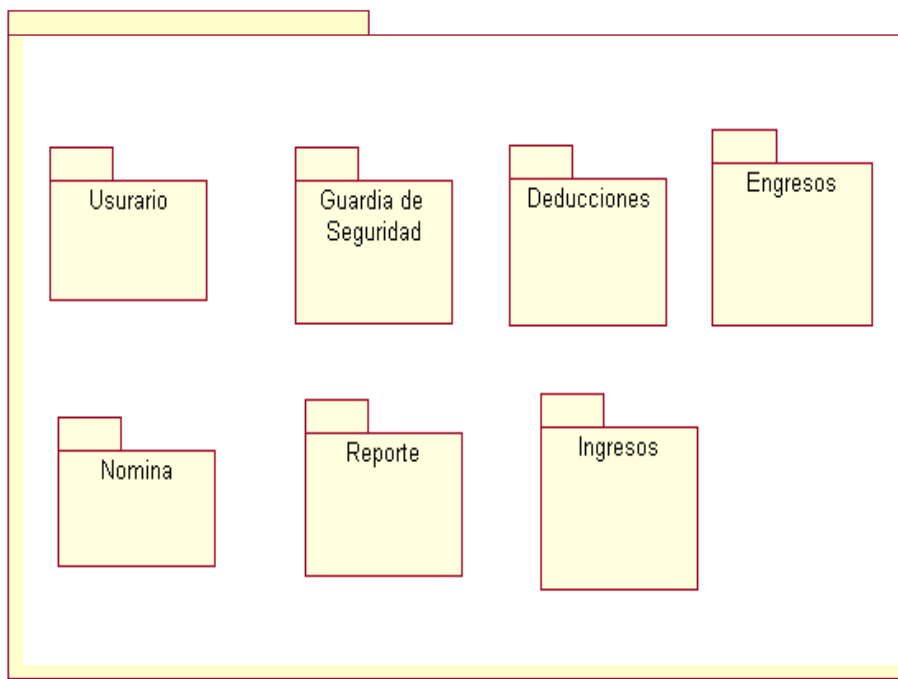 Usurario
Guardia de
Seguridad
Deducciones
Engresos
Nomina
Reporte
Ingresos